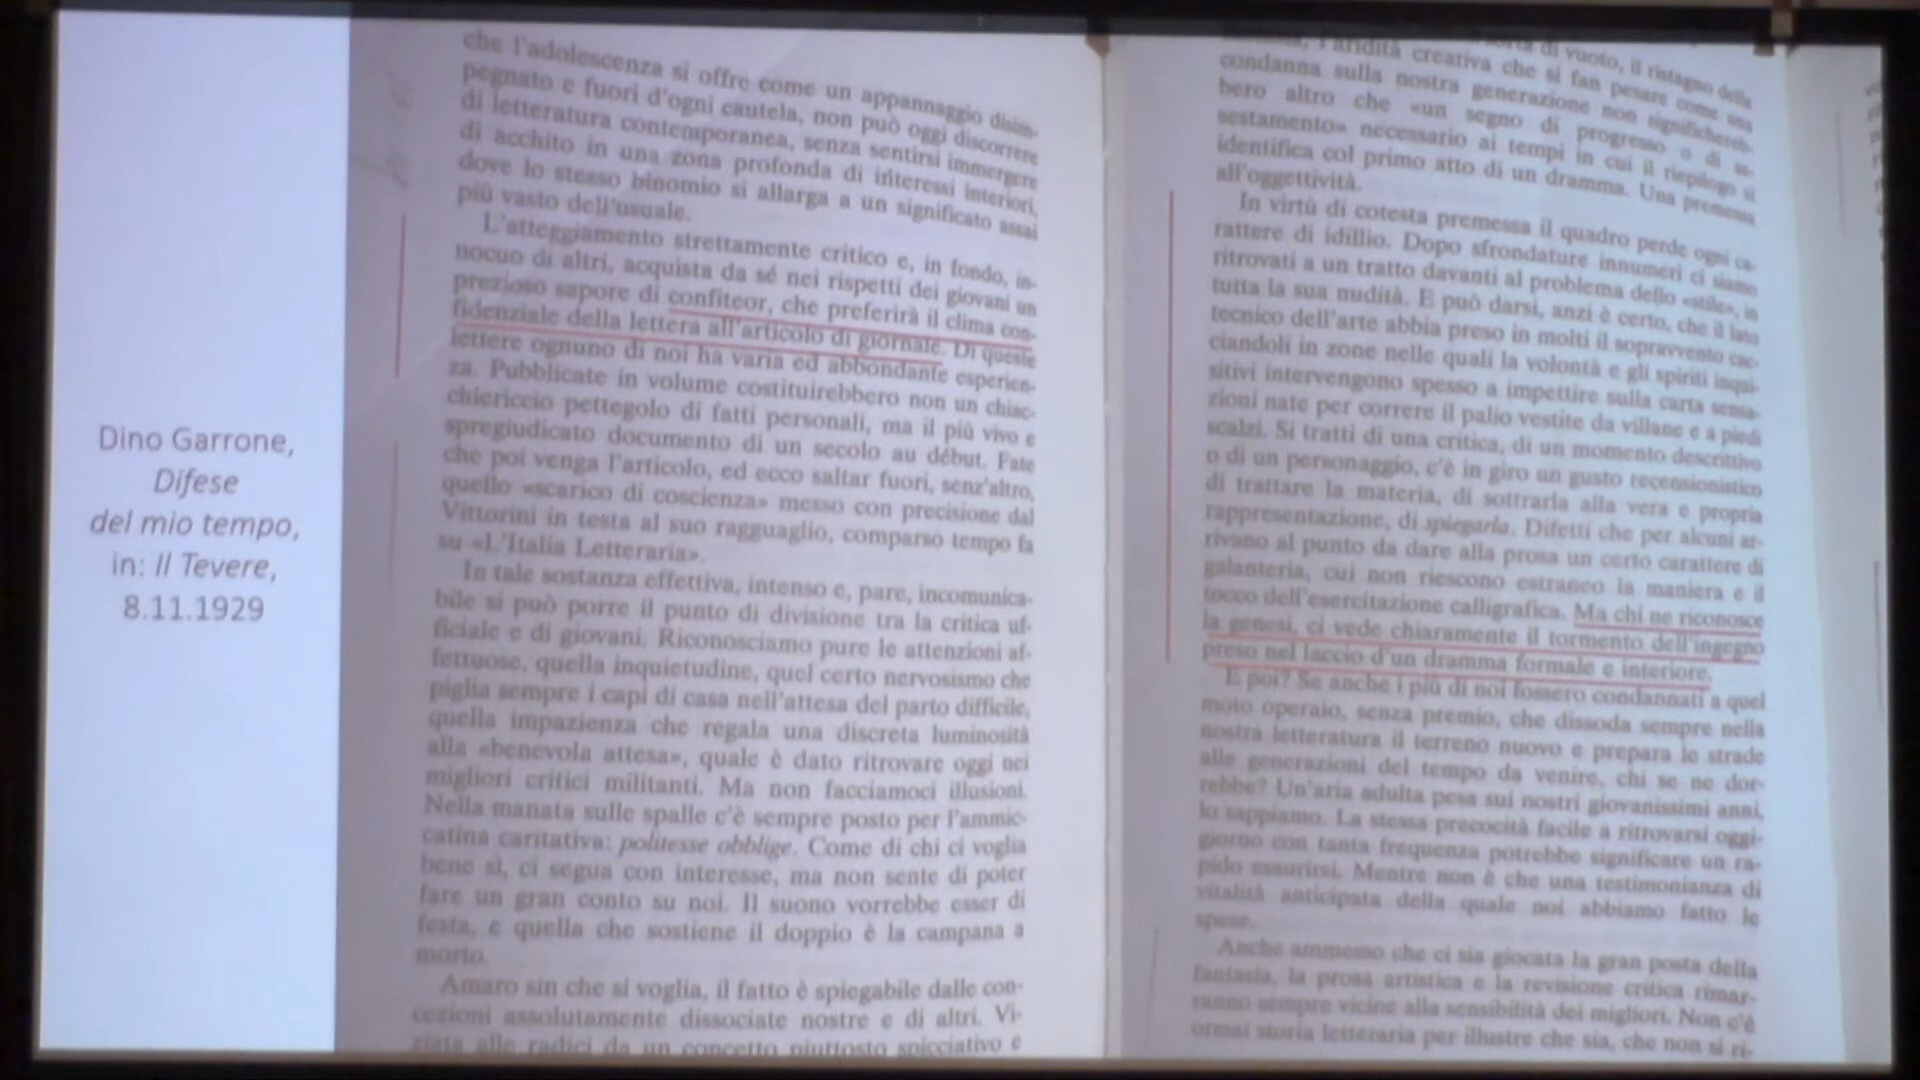 Dino Garrone,
Difese
del mio tempo,
in: Il Tevere,
8.11.1929
che l'adolescenza si offre come un appannaggio disim-
pegnato e fuori d'ogni cautela, non può oggi discorrere
di letteratura contemporanea, senza sentirsi immergere
di acchito in una zona profonda di interessi interiori,
dove lo stesso binomio si allarga a un significato assai
più vasto dell'usuale.
L'atteggiamento strettamente critico e, in fondo, in-
nocuo di altri, acquista da sé nei rispetti dei giovani un
prezioso sapore di confiteor, che preferirà il clima con-
fidenziale della lettera all'articolo di giornale. Di queste
lettere ognuno di noi ha varia ed abbondante esperien-
za. Pubblicate in volume costituirebbero non un chiac-
chiericcio pettegolo di fatti personali, ma il più vivo e
spregiudicato documento di un secolo au début. Fate
che poi venga l'articolo, ed ecco saltar fuori, senz'altro,
quello «scarico di coscienza» messo con precisione dal
Vittorini in testa al suo ragguaglio, comparso tempo fa
su «L'Italia Letteraria».
In tale sostanza effettiva, intenso e, pare, incomunica-
bile si può porre il punto di divisione tra la critica uf-
ficiale e di giovani. Riconosciamo pure le attenzioni af-
fettuose, quella inquietudine, quel certo nervosismo che
piglia sempre i capi di casa nell'attesa del parto difficile,
quella impazienza che regala una discreta luminosità
alla «benevola attesa», quale è dato ritrovare oggi nei
migliori critici militanti. Ma non facciamoci illusioni.
Nella manata sulle spalle c'è sempre posto per l'ammic-
catina caritativa: politesse obblige. Come di chi ci voglia
bene sì, ci segua con interesse, ma non sente di poter
fare un gran conto su noi. Il suono vorrebbe esser di
festa, e quella che sostiene il doppio è la campana a
morto.
Amaro sin che si voglia, il fatto è spiegabile dalle con-
cezioni assolutamente dissociate nostre e di altri. Vi-
ziata alle radici da un concetto piuttosto spicciativo e
di vuoto, il ristagno della
l'aridità creativa che si fan pesare come una
condanna sulla nostra generazione non significhereb-
bero altro che «un segno di progresso o di as-
sestamento» necessario ai tempi in cui il riepilogo si
identifica col primo atto di un dramma. Una premessa
all'oggettività.
In virtù di cotesta premessa il quadro perde ogni ca-
rattere di idillio. Dopo sfrondature innumeri ci siamo
ritrovati a un tratto davanti al problema dello «stile», in
tutta la sua nudità. E può darsi, anzi è certo, che il lato
tecnico dell'arte abbia preso in molti il sopravvento cac-
ciandoli in zone nelle quali la volontà e gli spiriti inqui-
sitivi intervengono spesso a impettire sulla carta sensa-
zioni nate per correre il palio vestite da villane e a piedi
scalzi. Si tratti di una critica, di un momento descrittivo
o di un personaggio, c'è in giro un gusto recensionistico
di trattare la materia, di sottrarla alla vera e propria
rappresentazione, di spiegarla. Difetti che per alcuni ar-
rivano al punto da dare alla prosa un certo carattere di
galanteria, cui non riescono estraneo la maniera e il
tocco dell'esercitazione calligrafica. Ma chi ne riconosce
la genesi, ci vede chiaramente il tormento dell'ingegno
preso nel laccio d'un dramma formale e interiore.
E poi? Se anche i più di noi fossero condannati a quel
moto operaio, senza premio, che dissoda sempre nella
nostra letteratura il terreno nuovo e prepara le strade
alle generazioni del tempo da venire, chi se ne dor-
rebbe? Un'aria adulta pesa sui nostri giovanissimi anni,
lo sappiamo. La stessa precocità facile a ritrovarsi oggi-
giorno con tanta frequenza potrebbe significare un ra-
pido esaurirsi. Mentre non è che una testimonianza di
vitalità anticipata della quale noi abbiamo fatto le
spese.
Anche ammesso che ci sia giocata la gran posta della
fantasia, la prosa artistica e la revisione critica rimar-
ranno sempre vicine alla sensibilità dei migliori. Non c'è
ormai storia letteraria per illustre che sia, che non si ri-